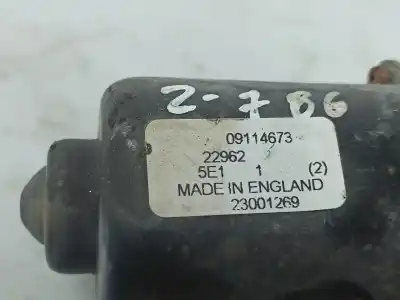 2-786
09114673
22962
5E1 1 (2)
MADE IN ENGLAND
23001269